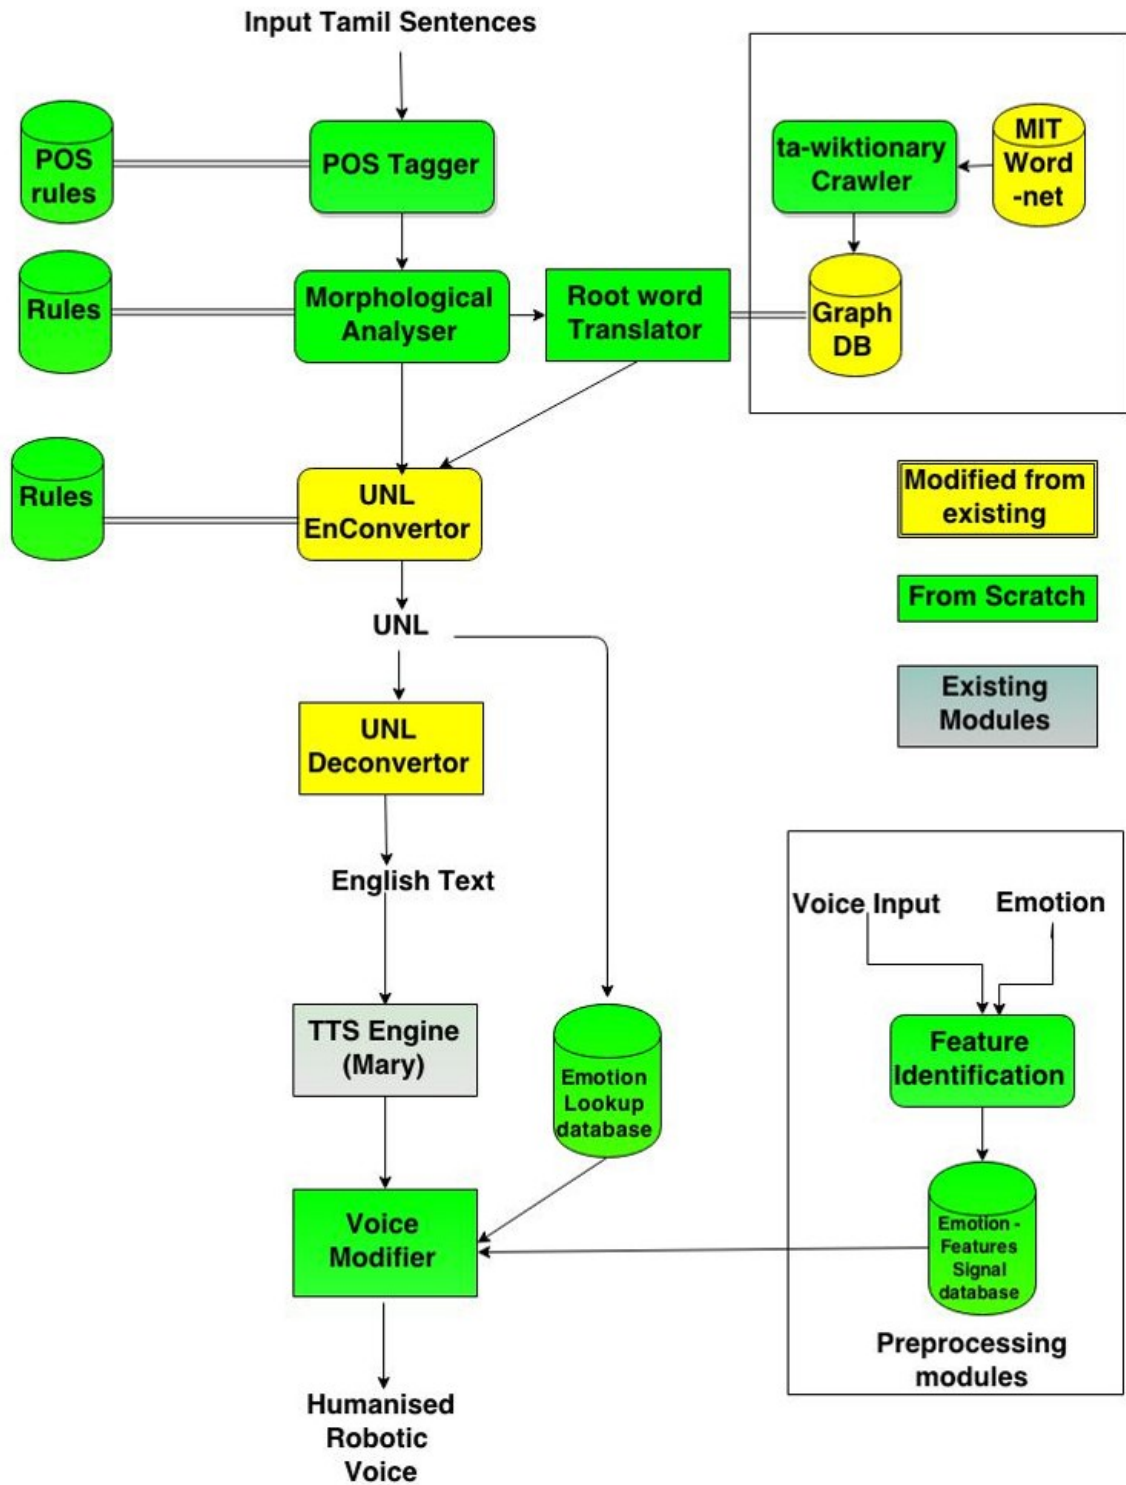 Input Tamil Sentences
POS
rules
POS Tagger
ta-wiktionary
Crawler
MIT
Word
-net
Rules
Morphological
Analyser
Root word
Translator
Graph
DB
Rules
UNL
EnConvertor
Modified from
existing
From Scratch
Existing
Modules
UNL
UNL
Deconvertor
English Text
Voice Input
Emotion
TTS Engine
(Mary)
Emotion
Lookup
database
Feature
Identification
Voice
Modifier
Emotion -
Features
Signal
database
Preprocessing
modules
Humanised
Robotic
Voice